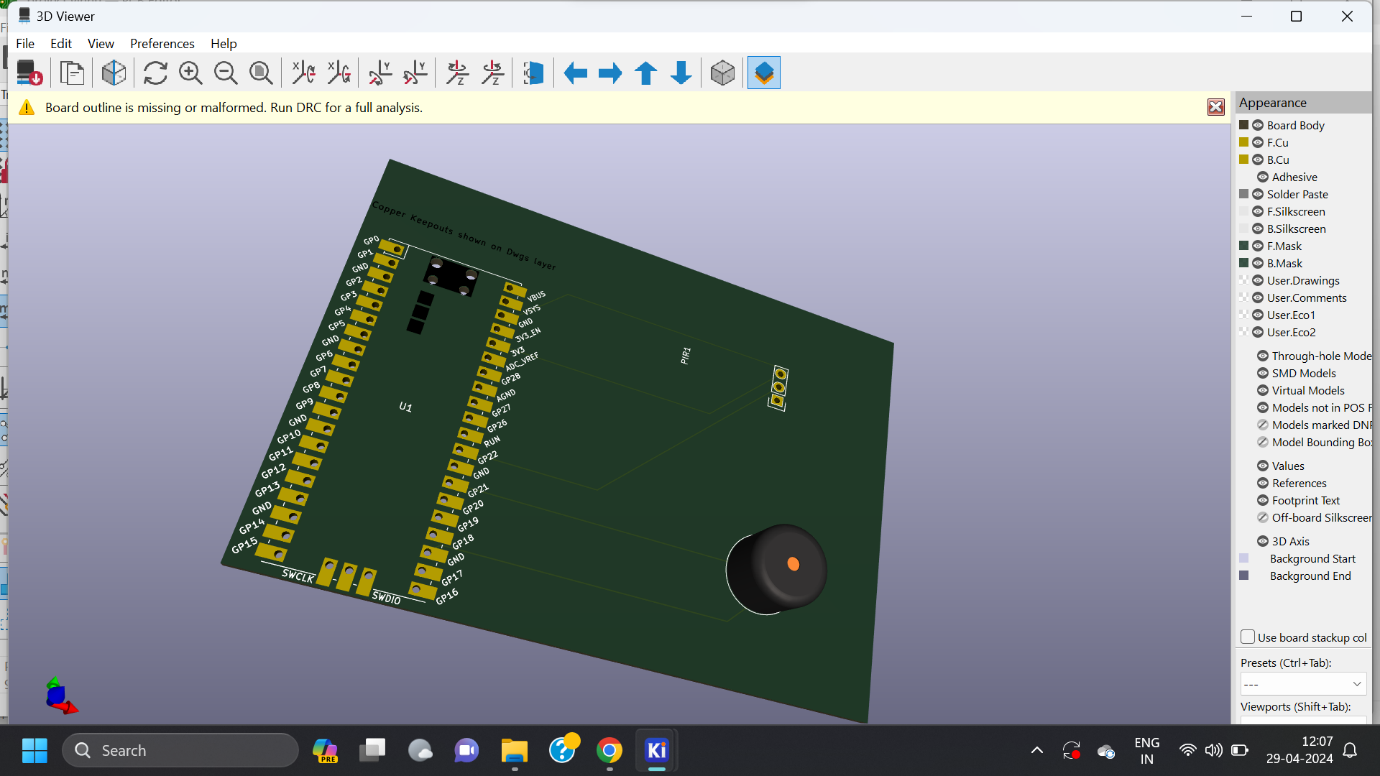 3D Viewer
File Edit View Preferences Help
Board outline is missing or malformed. Run DRC for a full analysis.
Copper Keepouts shown on Dwgs layer
GP0
GP1
GND
GP2
GP3
GP4
GP5
GND
GP6
GP7
GP8
GP9
GND
GP10
GP11
GP12
GP13
GND
GP14
GP15
SWCLK
SWDIO
U1
VBUS
VSYS
GND
3V3_EN
3V3
ADC_VREF
GP28
AGND
GP27
GP26
RUN
GP22
GND
GP21
GP20
GP19
GP18
GND
GP17
GP16
PIR1
Appearance
Board Body
F.Cu
B.Cu
Adhesive
Solder Paste
F.Silkscreen
B.Silkscreen
F.Mask
B.Mask
User.Drawings
User.Comments
User.Eco1
User.Eco2
Through-hole Mode
SMD Models
Virtual Models
Models not in POS F
Models marked DNF
Model Bounding Bo
Values
References
Footprint Text
Off-board Silkscreen
3D Axis
Background Start
Background End
Use board stackup col
Presets (Ctrl+Tab):
---
Viewports (Shift+Tab):
PRE
Search
Ki
ENG
IN
12:07
29-04-2024